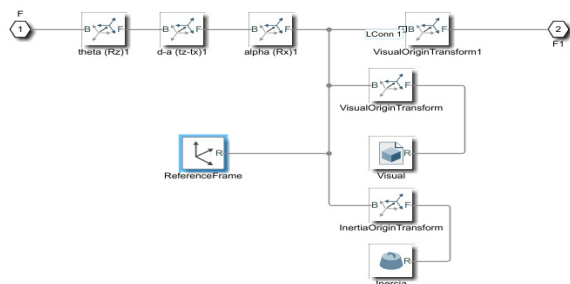 F
1
B F
theta (Rz)1
B F
d-a (tz-tx)1
B F
alpha (Rx)1
LConn 1
B F
VisualOriginTransform1
2
F1
B F
VisualOriginTransform
R
ReferenceFrame
R
Visual
B F
InertiaOriginTransform
R
Inercia